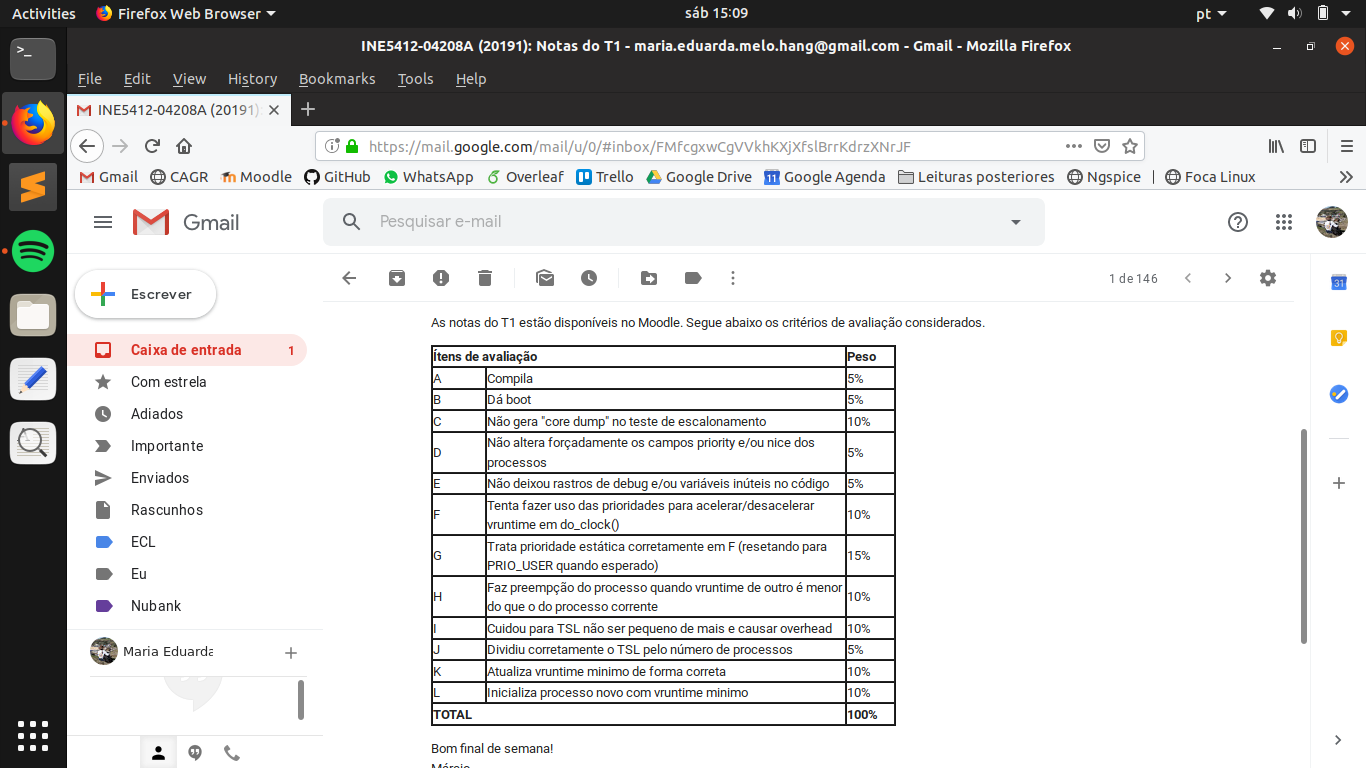 Activities Firefox Web Browser sáb 15:09 pt
INE5412-04208A (20191): Notas do T1 - maria.eduarda.melo.hang@gmail.com - Gmail - Mozilla Firefox
File Edit View History Bookmarks Tools Help
INE5412-04208A (20191):
https://mail.google.com/mail/u/0/#inbox/FMfcgxwCgVVkhKXjXfslBrrKdrzXNrJF
Gmail CAGR Moodle GitHub WhatsApp Overleaf Trello Google Drive 11 Google Agenda Leituras posteriores Ngspice Foca Linux
Gmail
Pesquisar e-mail
Escrever
1 de 146
31
Caixa de entrada 1
Com estrela
Adiados
Importante
Enviados
Rascunhos
ECL
Eu
Nubank
Maria Eduarda
As notas do T1 estão disponíveis no Moodle. Segue abaixo os critérios de avaliação considerados.
Ítens de avaliação Peso
A Compila 5%
B Dá boot 5%
C Não gera "core dump" no teste de escalonamento 10%
D Não altera forçadamente os campos priority e/ou nice dos
processos 5%
E Não deixou rastros de debug e/ou variáveis inúteis no código 5%
F Tenta fazer uso das prioridades para acelerar/desacelerar
vruntime em do_clock() 10%
G Trata prioridade estática corretamente em F (resetando para
PRIO_USER quando esperado) 15%
H Faz preempção do processo quando vruntime de outro é menor
do que o do processo corrente 10%
I Cuidou para TSL não ser pequeno de mais e causar overhead 10%
J Dividiu corretamente o TSL pelo número de processos 5%
K Atualiza vruntime minimo de forma correta 10%
L Inicializa processo novo com vruntime minimo 10%
TOTAL 100%
Bom final de semana!